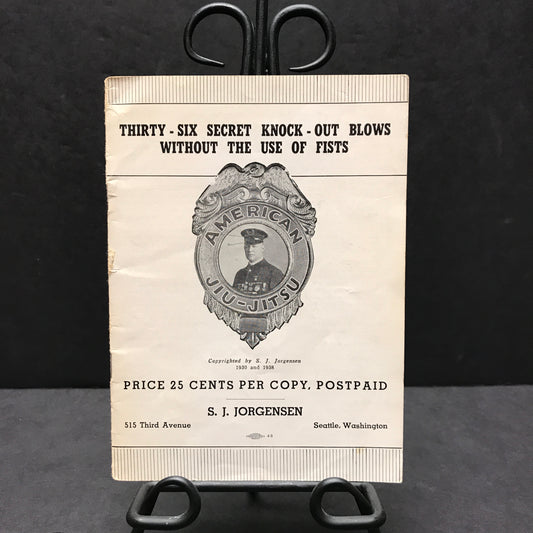 THIRTY - SIX SECRET KNOCK - OUT BLOWS
WITHOUT THE USE OF FISTS
AMERICAN
JIU-JITSU
Copyrighted by S. J. Jorgensen
1930 and 1938
PRICE 25 CENTS PER COPY, POSTPAID
S. J. JORGENSEN
515 Third Avenue
Seattle, Washington